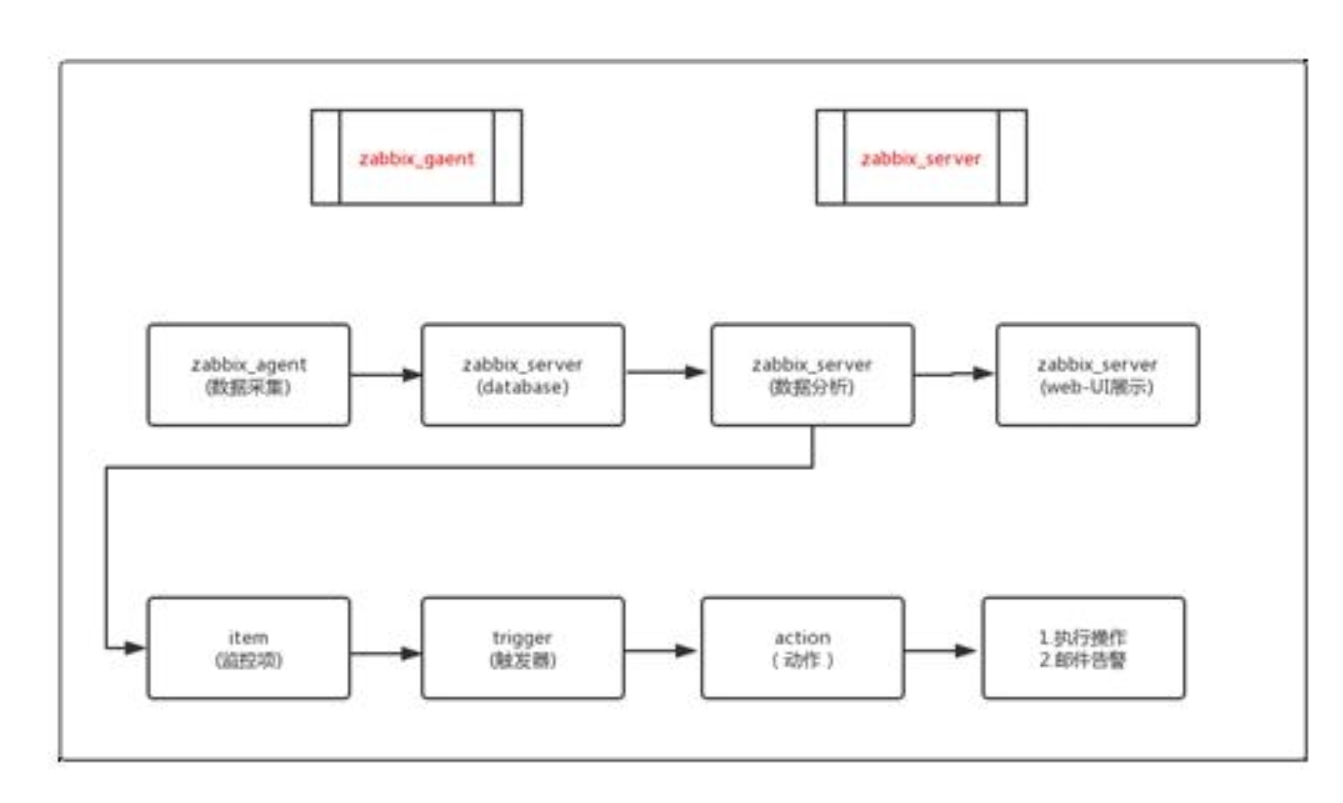 zabbix_gaent
zabbix_server
zabbix_agent
(数据采集)
zabbix_server
(database)
zabbix_server
(数据分析)
zabbix_server
(web-UI展示)
item
(监控项)
trigger
(触发器)
action
( 动作 )
1.执行操作
2.邮件告警